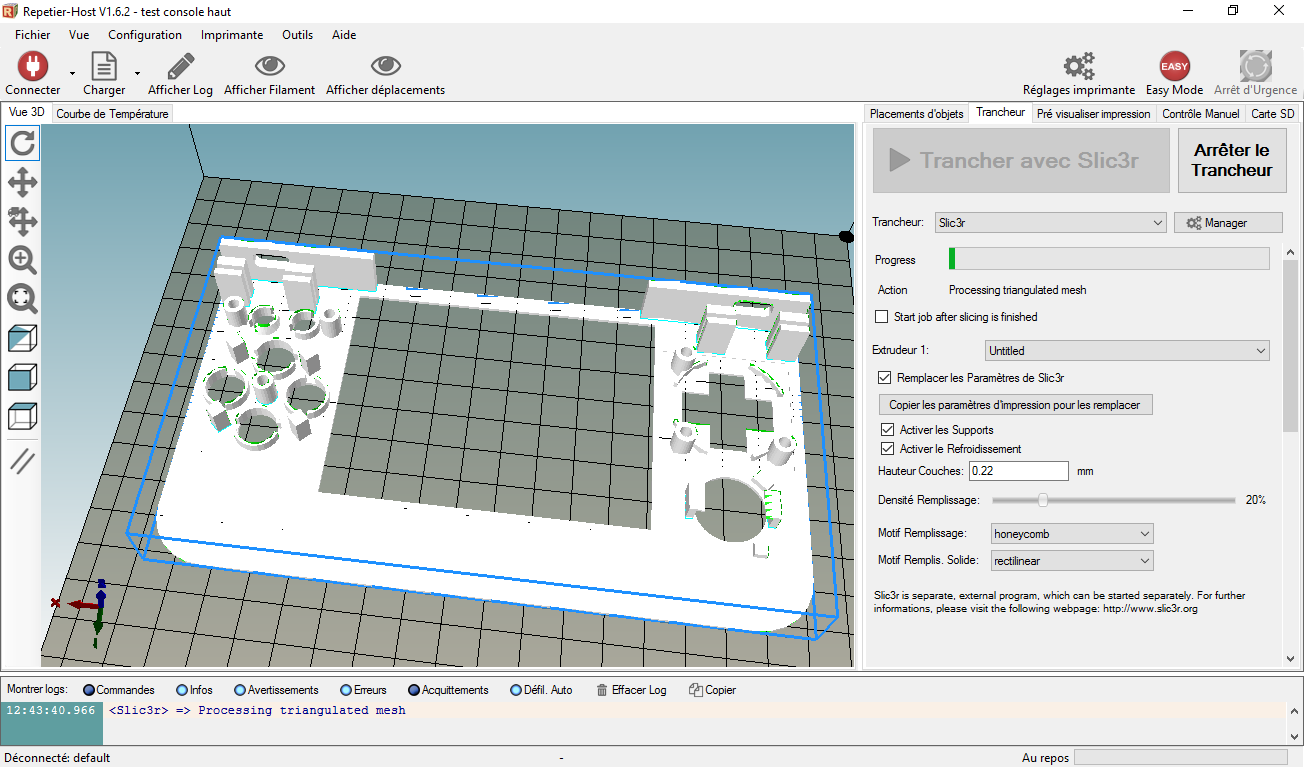 Repetier-Host V1.6.2 - test console haut
Fichier Vue Configuration Imprimante Outils Aide
EASY
Connecter Charger Afficher Log Afficher Filament Afficher déplacements Réglages imprimante Easy Mode Arrêt d'Urgence
Vue 3D Courbe de Température
Placements d'objets Trancheur Pré visualiser impression Contrôle Manuel Carte SD
Trancher avec Slic3r
Arrêter le
Trancheur
Trancheur: Slic3r Manager
Progress
Action Processing triangulated mesh
Start job after slicing is finished
Extrudeur 1: Untitled
Remplacer les Paramètres de Slic3r
Copier les paramètres d'impression pour les remplacer
Activer les Supports
Activer le Refroidissement
Hauteur Couches: 0.22 mm
Densité Remplissage: 20%
Motif Remplissage: honeycomb
Motif Remplis. Solide: rectilinear
Slic3r is separate, external program, which can be started separately. For further
informations, please visit the following webpage: http://www.slic3r.org
Montrer logs: Commandes Infos Avertissements Erreurs Acquittements Défil. Auto Effacer Log Copier
12:43:40.966 <Slic3r> => Processing triangulated mesh
Déconnecté: default - Au repos